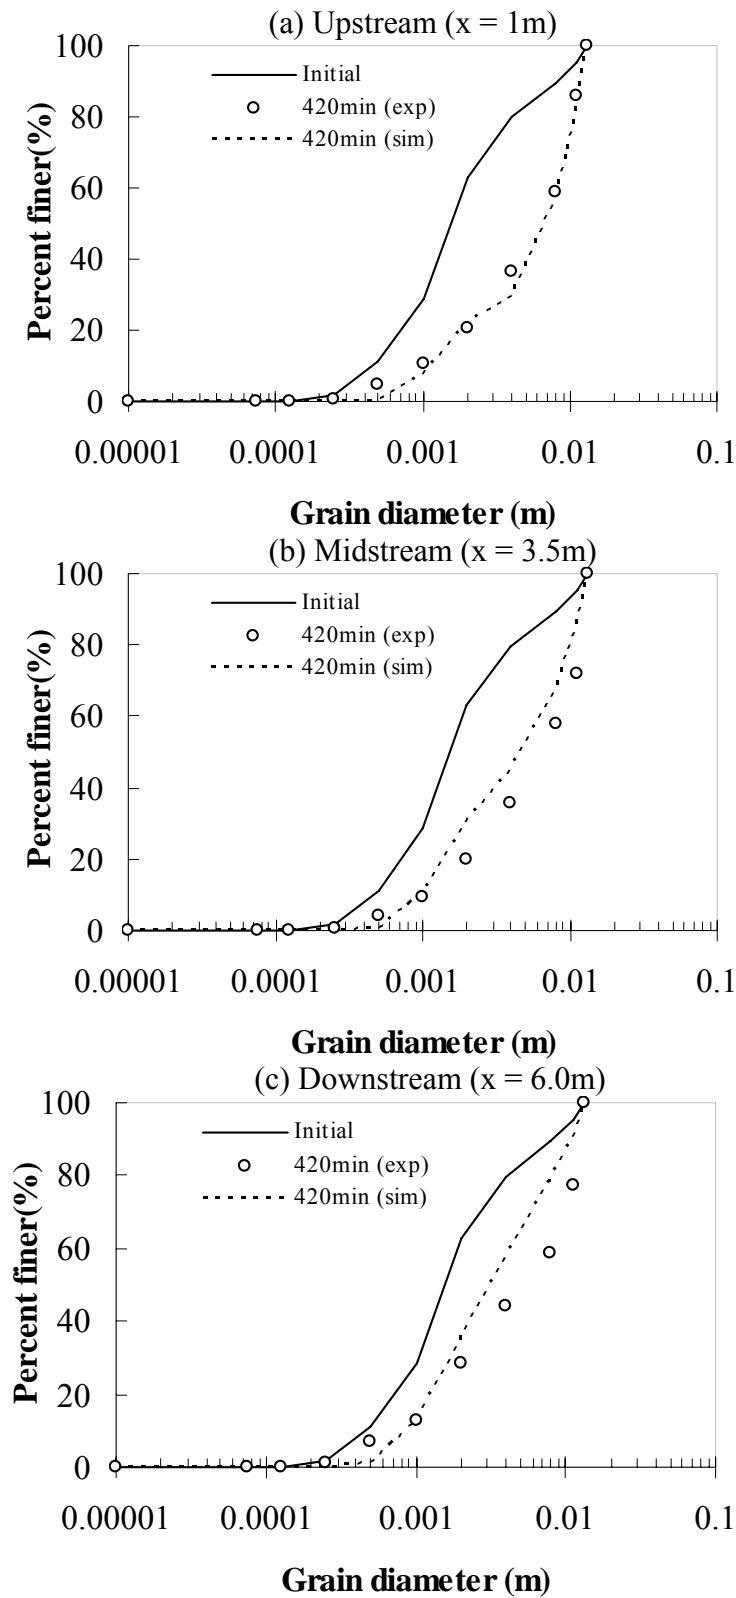 (a) Upstream (x = 1m)
100
80
60
40
20
0
Percent finer(%)
Initial
420min (exp)
420min (sim)
0.00001 0.0001 0.001 0.01 0.1
Grain diameter (m)
(b) Midstream (x = 3.5m)
100
80
60
40
20
0
Percent finer(%)
Initial
420min (exp)
420min (sim)
0.00001 0.0001 0.001 0.01 0.1
Grain diameter (m)
(c) Downstream (x = 6.0m)
100
80
60
40
20
0
Percent finer(%)
Initial
420min (exp)
420min (sim)
0.00001 0.0001 0.001 0.01 0.1
Grain diameter (m)